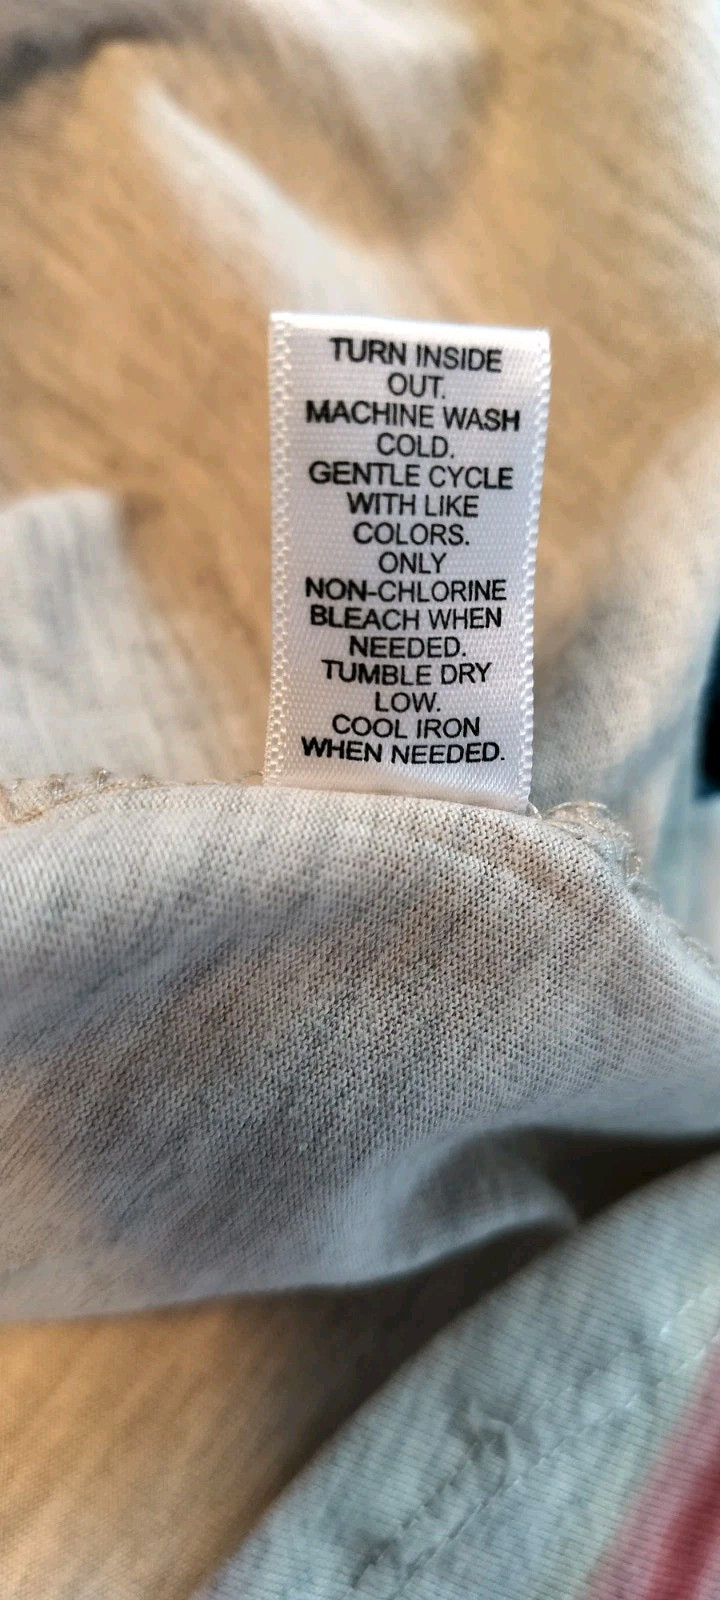 TURN INSIDE
OUT.
MACHINE WASH
COLD.
GENTLE CYCLE
WITH LIKE
COLORS.
ONLY
NON-CHLORINE
BLEACH WHEN
NEEDED.
TUMBLE DRY
LOW.
COOL IRON
WHEN NEEDED.